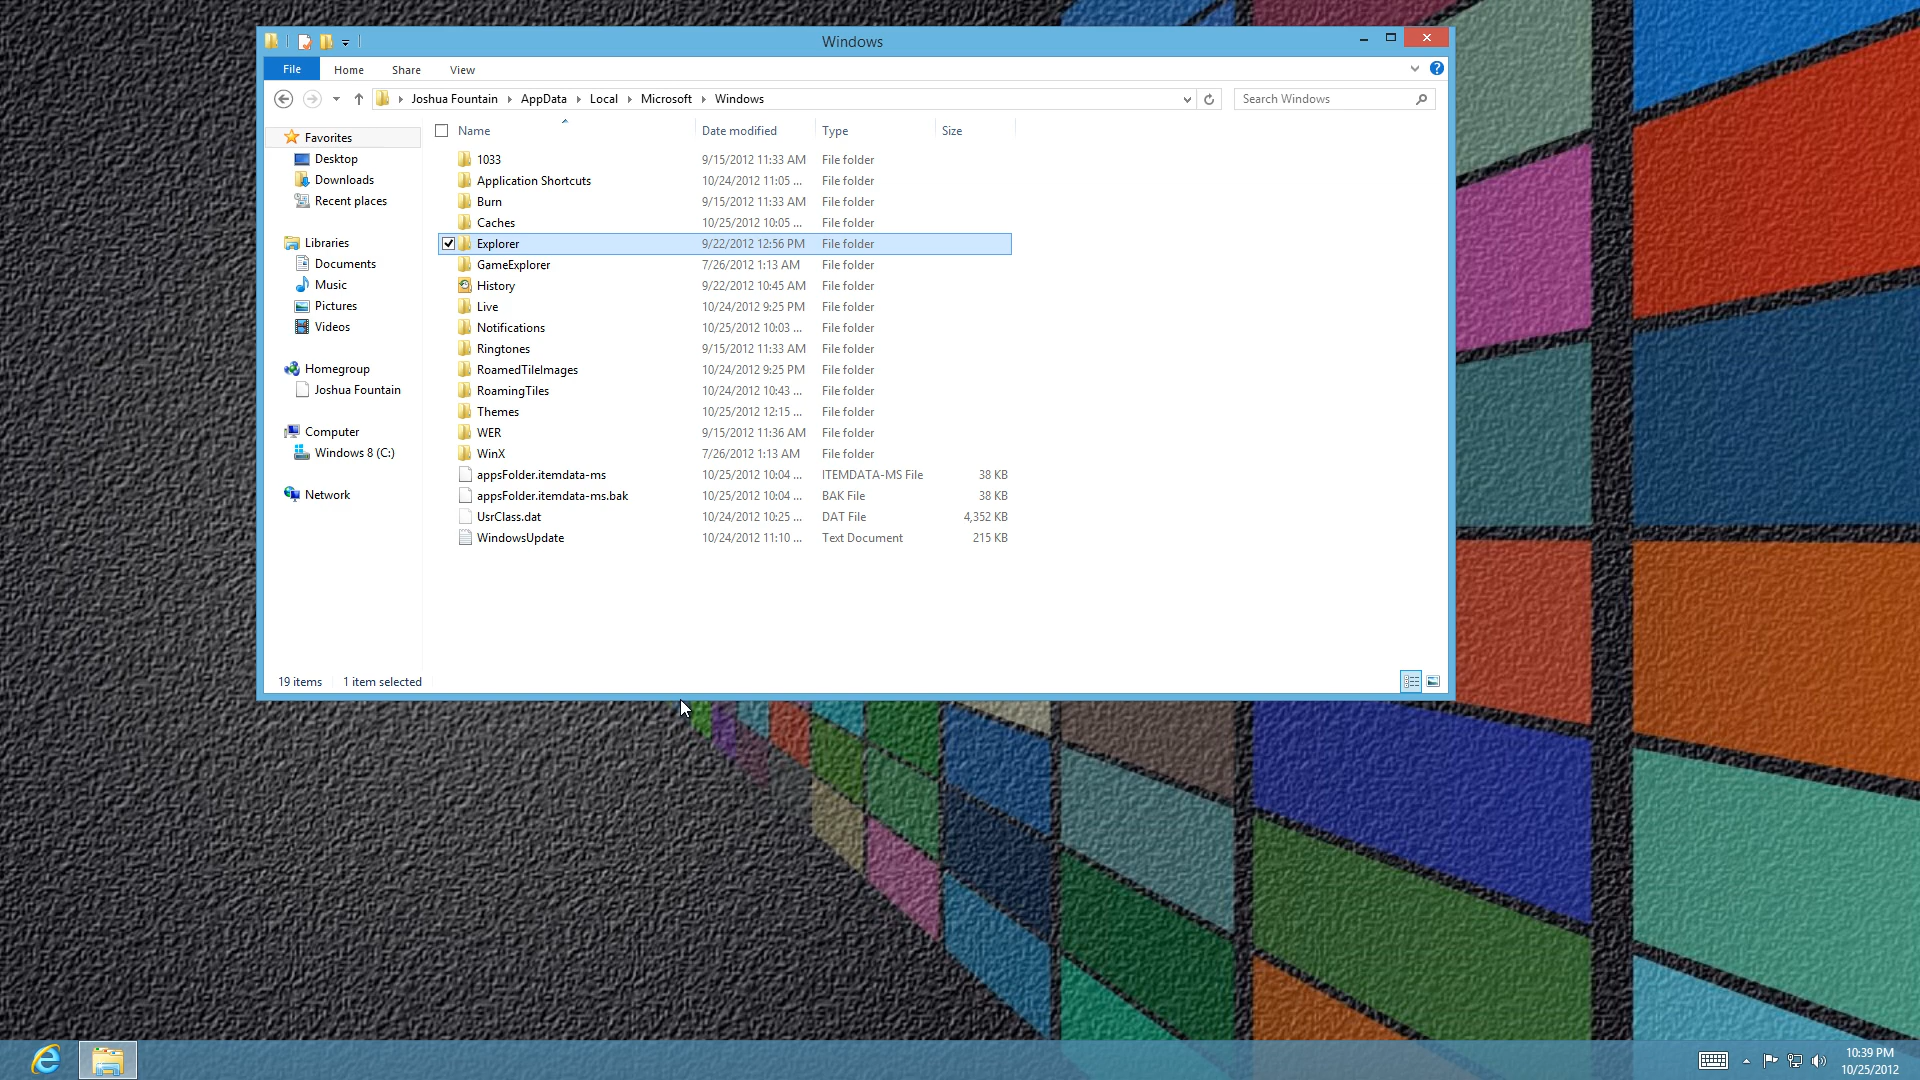 Windows
File Home Share View
Joshua Fountain AppData Local Microsoft Windows Search Windows
Name Date modified Type Size
Favorites
Desktop
Downloads
Recent places
Libraries
Documents
Music
Pictures
Videos
Homegroup
Joshua Fountain
Computer
Windows 8 (C:)
Network
1033 9/15/2012 11:33 AM File folder
Application Shortcuts 10/24/2012 11:05 ... File folder
Burn 9/15/2012 11:33 AM File folder
Caches 10/25/2012 10:05 ... File folder
Explorer 9/22/2012 12:56 PM File folder
GameExplorer 7/26/2012 1:13 AM File folder
History 9/22/2012 10:45 AM File folder
Live 10/24/2012 9:25 PM File folder
Notifications 10/25/2012 10:03 ... File folder
Ringtones 9/15/2012 11:33 AM File folder
RoamedTileImages 10/24/2012 9:25 PM File folder
RoamingTiles 10/24/2012 10:43 ... File folder
Themes 10/25/2012 12:15 ... File folder
WER 9/15/2012 11:36 AM File folder
WinX 7/26/2012 1:13 AM File folder
appsFolder.itemdata-ms 10/25/2012 10:04 ... ITEMDATA-MS File 38 KB
appsFolder.itemdata-ms.bak 10/25/2012 10:04 ... BAK File 38 KB
UsrClass.dat 10/24/2012 10:25 ... DAT File 4,352 KB
WindowsUpdate 10/24/2012 11:10 ... Text Document 215 KB
19 items 1 item selected
10:39 PM
10/25/2012